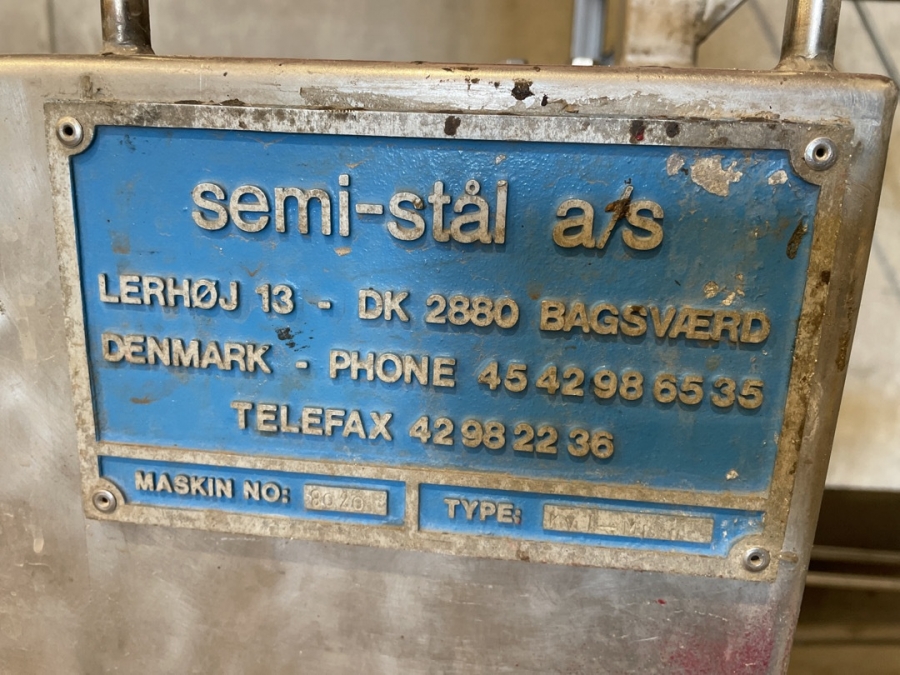 semi-stål a/s
LERHØJ 13 - DK 2880 BAGSVÆRD
DENMARK - PHONE 45 42 98 65 35
TELEFAX 42 98 22 36
MASKIN NO:
TYPE: